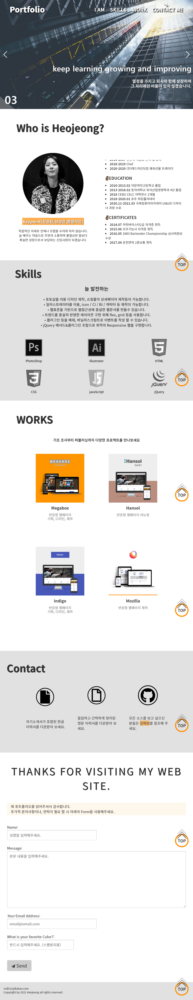 Portfolio
I AM SKILLS WORK CONTACT ME
keep learning growing and improving
열정을 가지고 회사와 함께 성장하며
그 자리에만 머물러 있지 않겠습니다.
03
Who is Heojeong?
2018-2019 Chef
2020-2020 (주)레드라인닷컴 해외선물 트레이더
✌EDUCATION
2010-2013.02 덕문여자고등학교 졸업
2013-2018.02 동의대학교 외식산업경영학과 4년 졸업
2018 CEBU CELC 어학연수 2개월
2018-2020.01 호주 워킹홀리데이
2020.11-2021.03 국제컴퓨터아카데미 UI&UX 디자이
너 과정 수료
✌CERTIFICATES
2014.07 커피바리스타2급 자격증 취득
2015.06 조주기능사 자격증 취득
2016.05 1883 Bartender Championship 심사위원상
수상
2017.04 운전면허 2종보통 취득
Keypoint[진실된,성실한,열정적인]
독립적인 자세로 언제나 모험을 두려워 하지 않습니다.
늘 배우는 마음으로 주변과 소통하며 불필요한 말보다
확실한 성장으로서 보답하는 신입사원이 되겠습니다.
TOP
Skills
늘 발전하는
• 포토샵을 이용 디자인 제작, 쇼핑몰의 상세페이지 제작등이 가능합니다.
• 일러스트레이터를 이용, icon / CI / BI / 캐릭터 등 제작이 가능합니다.
• 웹표준을 기반으로 웹접근성에 충실한 웹문서를 만들수 있습니다.
• 트렌드를 충실히 반영한 레이아웃 구현 위해 flex, grid 등을 사용합니다.
• 플러그인 등을 배제, 바닐라스크립트로 이벤트를 작성 할 수 있습니다.
• jQuery 메서드&플러그인 조합으로 최적의 Responsive 웹을 구현합니다.
Ps
Ai
5
PhotoShop
Illustrator
HTML
3
JS
jQuery
CSS
javaScript
jQuery
TOP
WORKS
기초 조사부터 퍼블리싱까지 다양한 프로젝트를 만나보세요
MEGABOX
Hansol
한솔케미
TOP
Megabox
반응형 웹페이지
기획, 디자인, 제작
Hansol
반응형 웹페이지 리뉴얼
INDIGO
Indigo
반응형 웹페이지
기획, 디자인, 제작
Mozilla
반응형 웹페이지 제작
TOP
Contact
자기소개서가 포함된 한글
이력서를 다운받아 보세요.
깔끔하고 간략하게 정리된
영문 이력서를 다운받아 보
세요.
모든 소스를 보고 싶으신
분들은 깃허브를 참조해 주
세요.
TOP
THANKS FOR VISITING MY WEB
SITE.
제 포트폴리오를 읽어주셔서 감사합니다.
추가적 문의사항이나, 연락이 필요 할 시 아래의 Form을 사용해주세요.
Name:
성함을 입력해주세요.
TOP
Message:
본문 내용을 입력해주세요.
Your Email Address:
email@email.com
What is your favorite Color?:
반드시 입력해주세요. (스팸방지용)
Send
rodh11@kakao.com
Copyright by 2021 Heojeong all rights reserved.
TOP